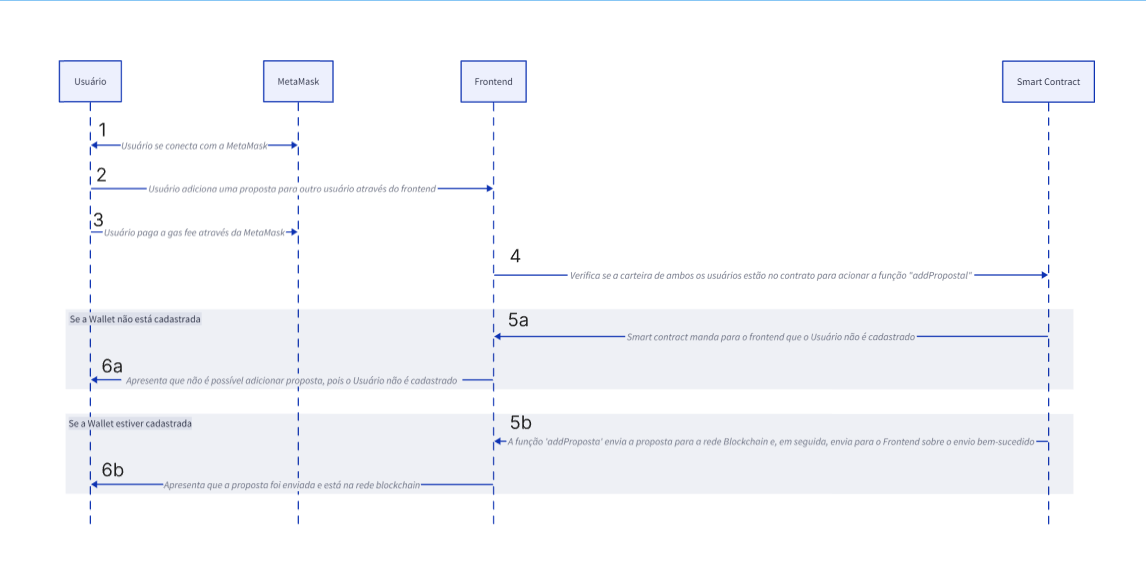 Usuário
MetaMask
Frontend
Smart Contract
1
Usuário se conecta com a MetaMask
2
Usuário adiciona uma proposta para outro usuário através do frontend
3
Usuário paga a gas fee através da MetaMask
4
Verifica se a carteira de ambos os usuários estão no contrato para acionar a função "addPropostal"
Se a Wallet não está cadastrada
5a
Smart contract manda para o frontend que o Usuário não é cadastrado
6a
Apresenta que não é possível adicionar proposta, pois o Usuário não é cadastrado
Se a Wallet estiver cadastrada
5b
A função 'addProposta' envia a proposta para a rede Blockchain e, em seguida, envia para o Frontend sobre o envio bem-sucedido
6b
Apresenta que a proposta foi enviada e está na rede blockchain